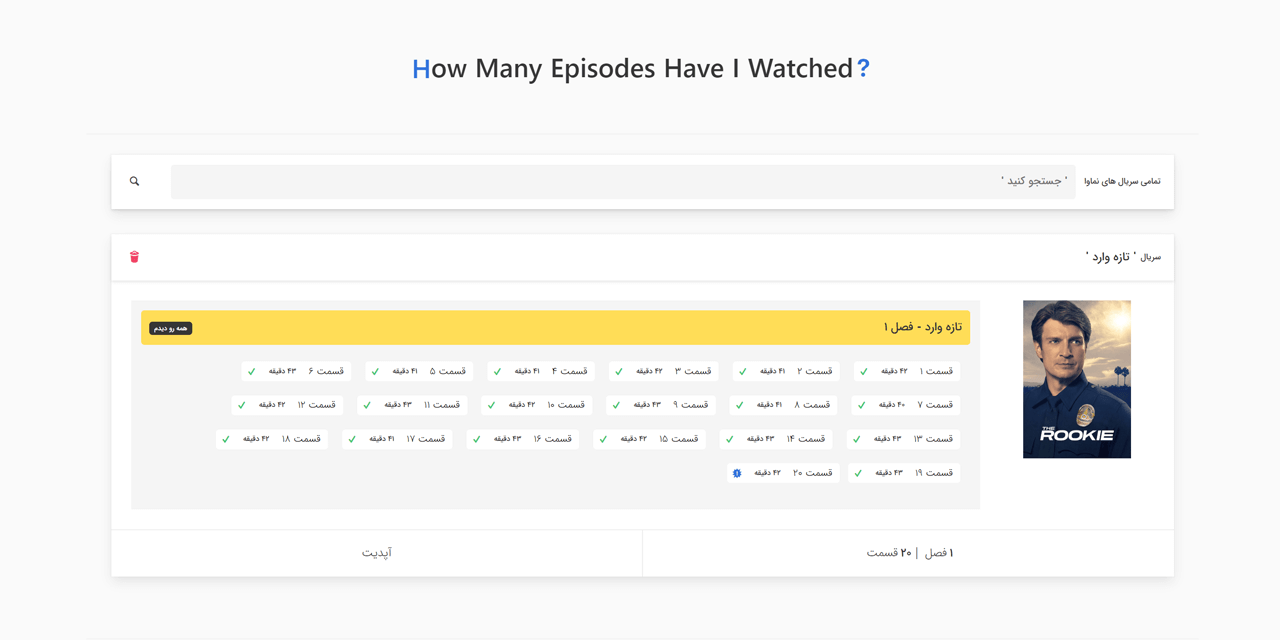 How Many Episodes Have I Watched?
تمامی سریال های نماوا ' جستجو کنید '
سریال ' تازه وارد '
تازه وارد - فصل ۱ همه رو دیدم
قسمت ۱ ۴۲ دقیقه قسمت ۲ ۴۱ دقیقه قسمت ۳ ۴۲ دقیقه قسمت ۴ ۴۱ دقیقه قسمت ۵ ۴۱ دقیقه قسمت ۶ ۴۳ دقیقه
قسمت ۷ ۴۰ دقیقه قسمت ۸ ۴۱ دقیقه قسمت ۹ ۴۳ دقیقه قسمت ۱۰ ۴۲ دقیقه قسمت ۱۱ ۴۳ دقیقه قسمت ۱۲ ۴۲ دقیقه
قسمت ۱۳ ۴۳ دقیقه قسمت ۱۴ ۴۳ دقیقه قسمت ۱۵ ۴۲ دقیقه قسمت ۱۶ ۴۳ دقیقه قسمت ۱۷ ۴۱ دقیقه قسمت ۱۸ ۴۲ دقیقه
قسمت ۱۹ ۴۳ دقیقه قسمت ۲۰ ۴۲ دقیقه
THE
ROOKIE
۱ فصل | ۲۰ قسمت
آپدیت